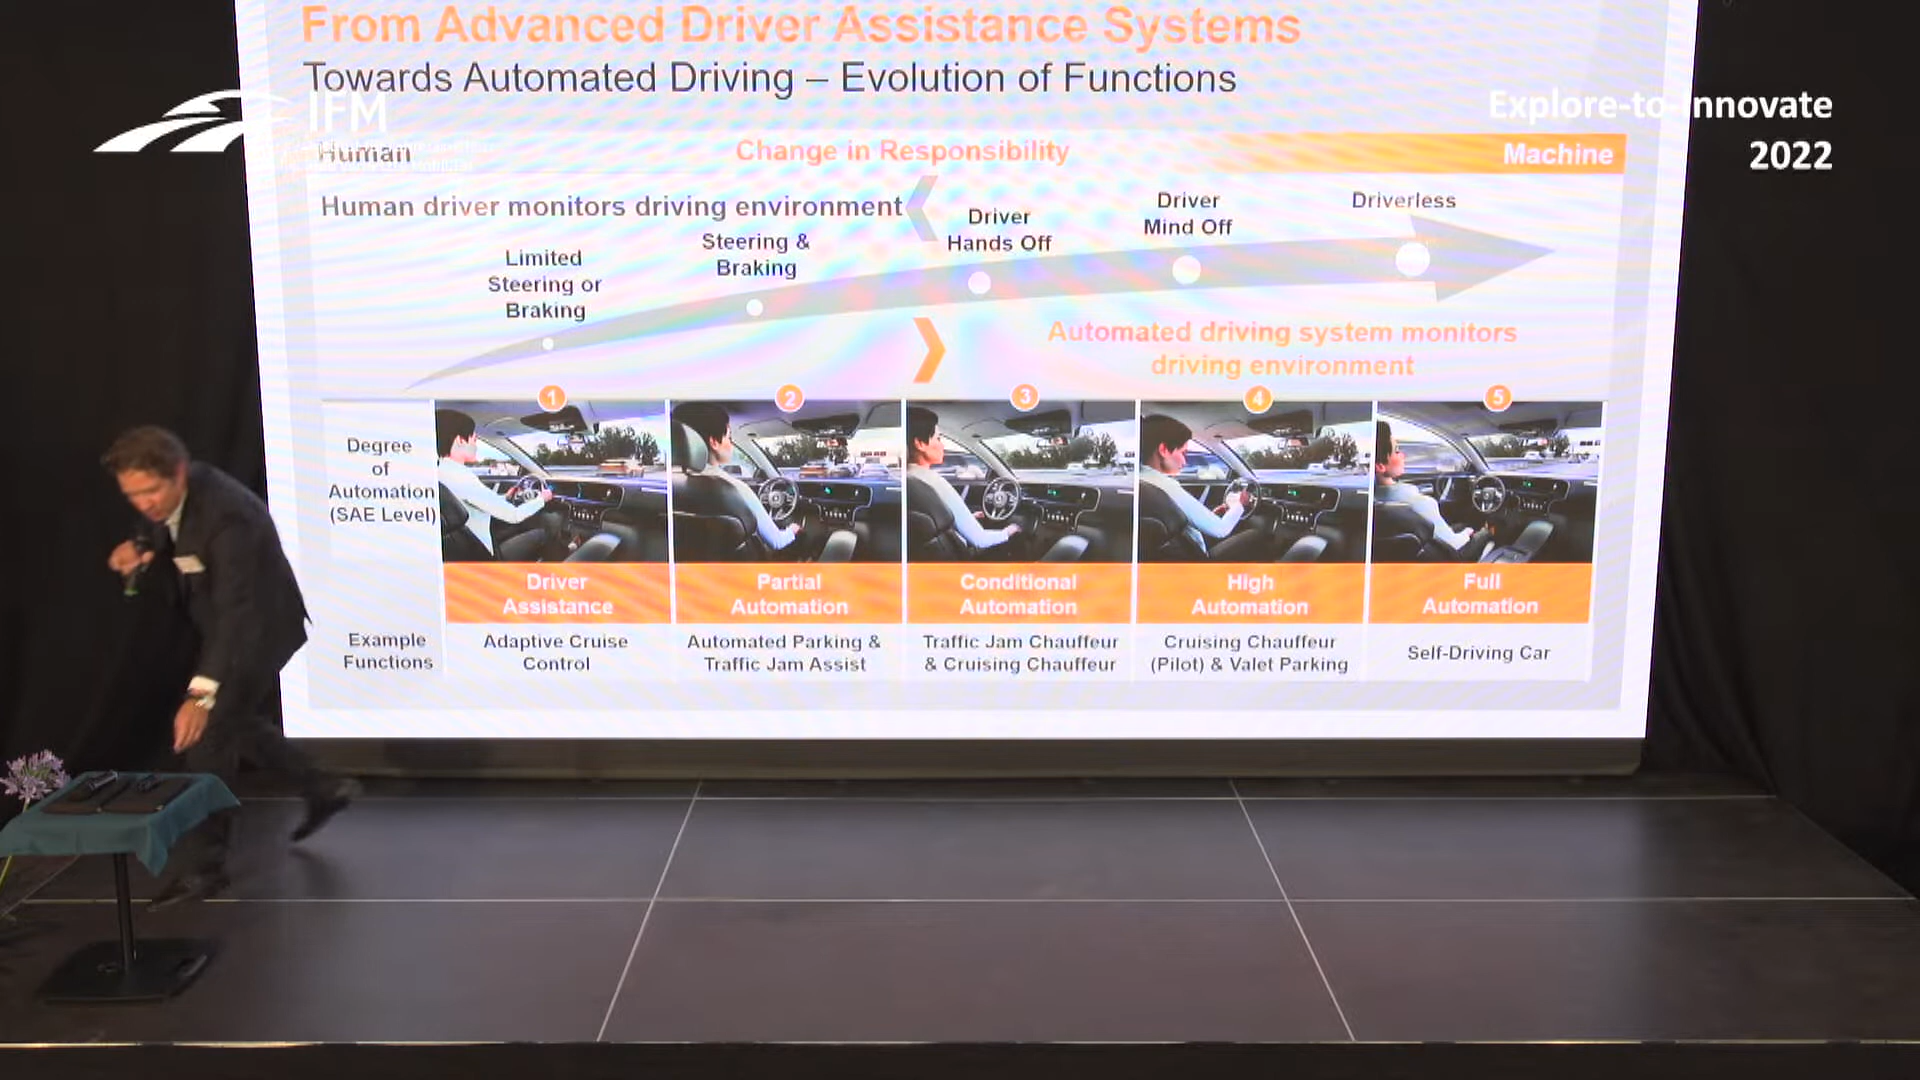 From Advanced Driver Assistance Systems
Towards Automated Driving – Evolution of Functions
IFM
Explore-to-Innovate
2022
Human
Change in Responsibility
Machine
Human driver monitors driving environment
Limited
Steering or
Braking
Steering &
Braking
Driver
Hands Off
Driver
Mind Off
Driverless
Automated driving system monitors
driving environment
Degree
of
Automation
(SAE Level)
1
2
3
4
5
Driver
Assistance
Partial
Automation
Conditional
Automation
High
Automation
Full
Automation
Example
Functions
Adaptive Cruise
Control
Automated Parking &
Traffic Jam Assist
Traffic Jam Chauffeur
& Cruising Chauffeur
Cruising Chauffeur
(Pilot) & Valet Parking
Self-Driving Car